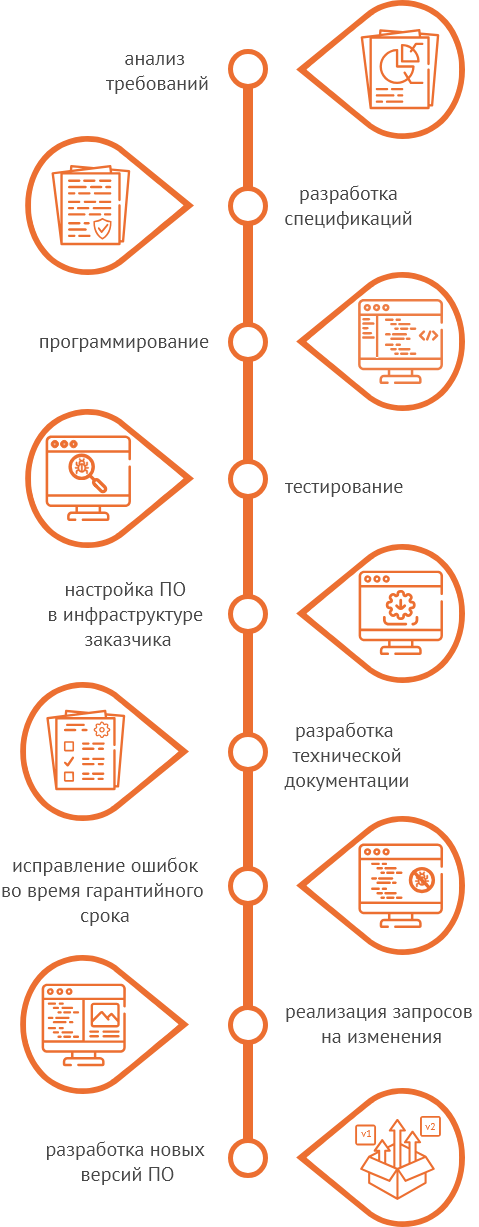 анализ
требований
разработка
спецификаций
</>
программирование
тестирование
настройка ПО
в инфраструктуре
заказчика
разработка
технической
документации
исправление ошибок
во время гарантийного
срока
реализация запросов
на изменения
v1
v2
разработка новых
версий ПО